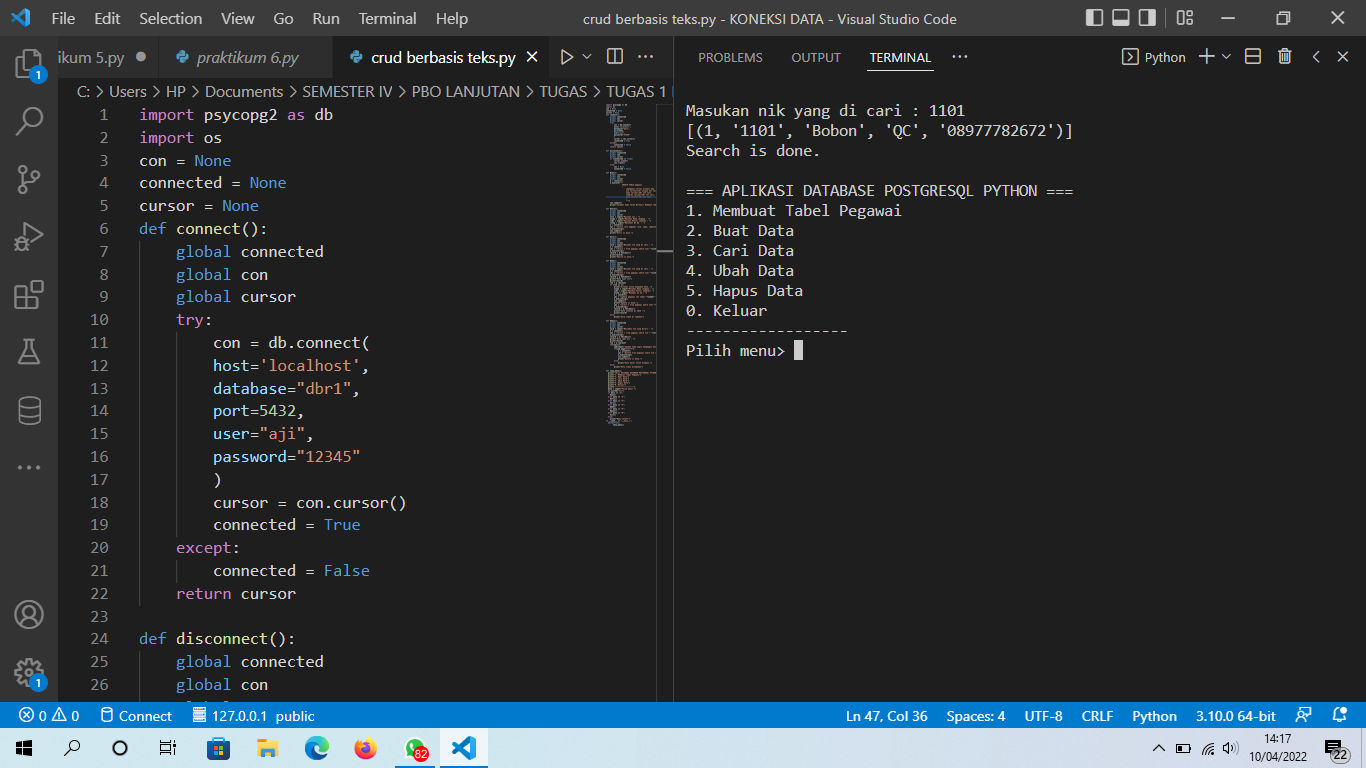 File Edit Selection View Go Run Terminal Help
crud berbasis teks.py - KONEKSI DATA - Visual Studio Code
ikum 5.py
praktikum 6.py
crud berbasis teks.py
C: > Users > HP > Documents > SEMESTER IV > PBO LANJUTAN > TUGAS > TUGAS 1
1 import psycopg2 as db
2 import os
3 con = None
4 connected = None
5 cursor = None
6 def connect():
7 global connected
8 global con
9 global cursor
10 try:
11 con = db.connect(
12 host='localhost',
13 database="dbr1",
14 port=5432,
15 user="aji",
16 password="12345"
17 )
18 cursor = con.cursor()
19 connected = True
20 except:
21 connected = False
22 return cursor
23
24 def disconnect():
25 global connected
26 global con
PROBLEMS OUTPUT TERMINAL
Python
Masukan nik yang di cari : 1101
[(1, '1101', 'Bobon', 'QC', '08977782672')]
Search is done.
=== APLIKASI DATABASE POSTGRESQL PYTHON ===
1. Membuat Tabel Pegawai
2. Buat Data
3. Cari Data
4. Ubah Data
5. Hapus Data
0. Keluar
------------------
Pilih menu>
1
1
0 0 Connect 127.0.0.1 public
Ln 47, Col 36 Spaces: 4 UTF-8 CRLF Python 3.10.0 64-bit
82
14:17
10/04/2022
22